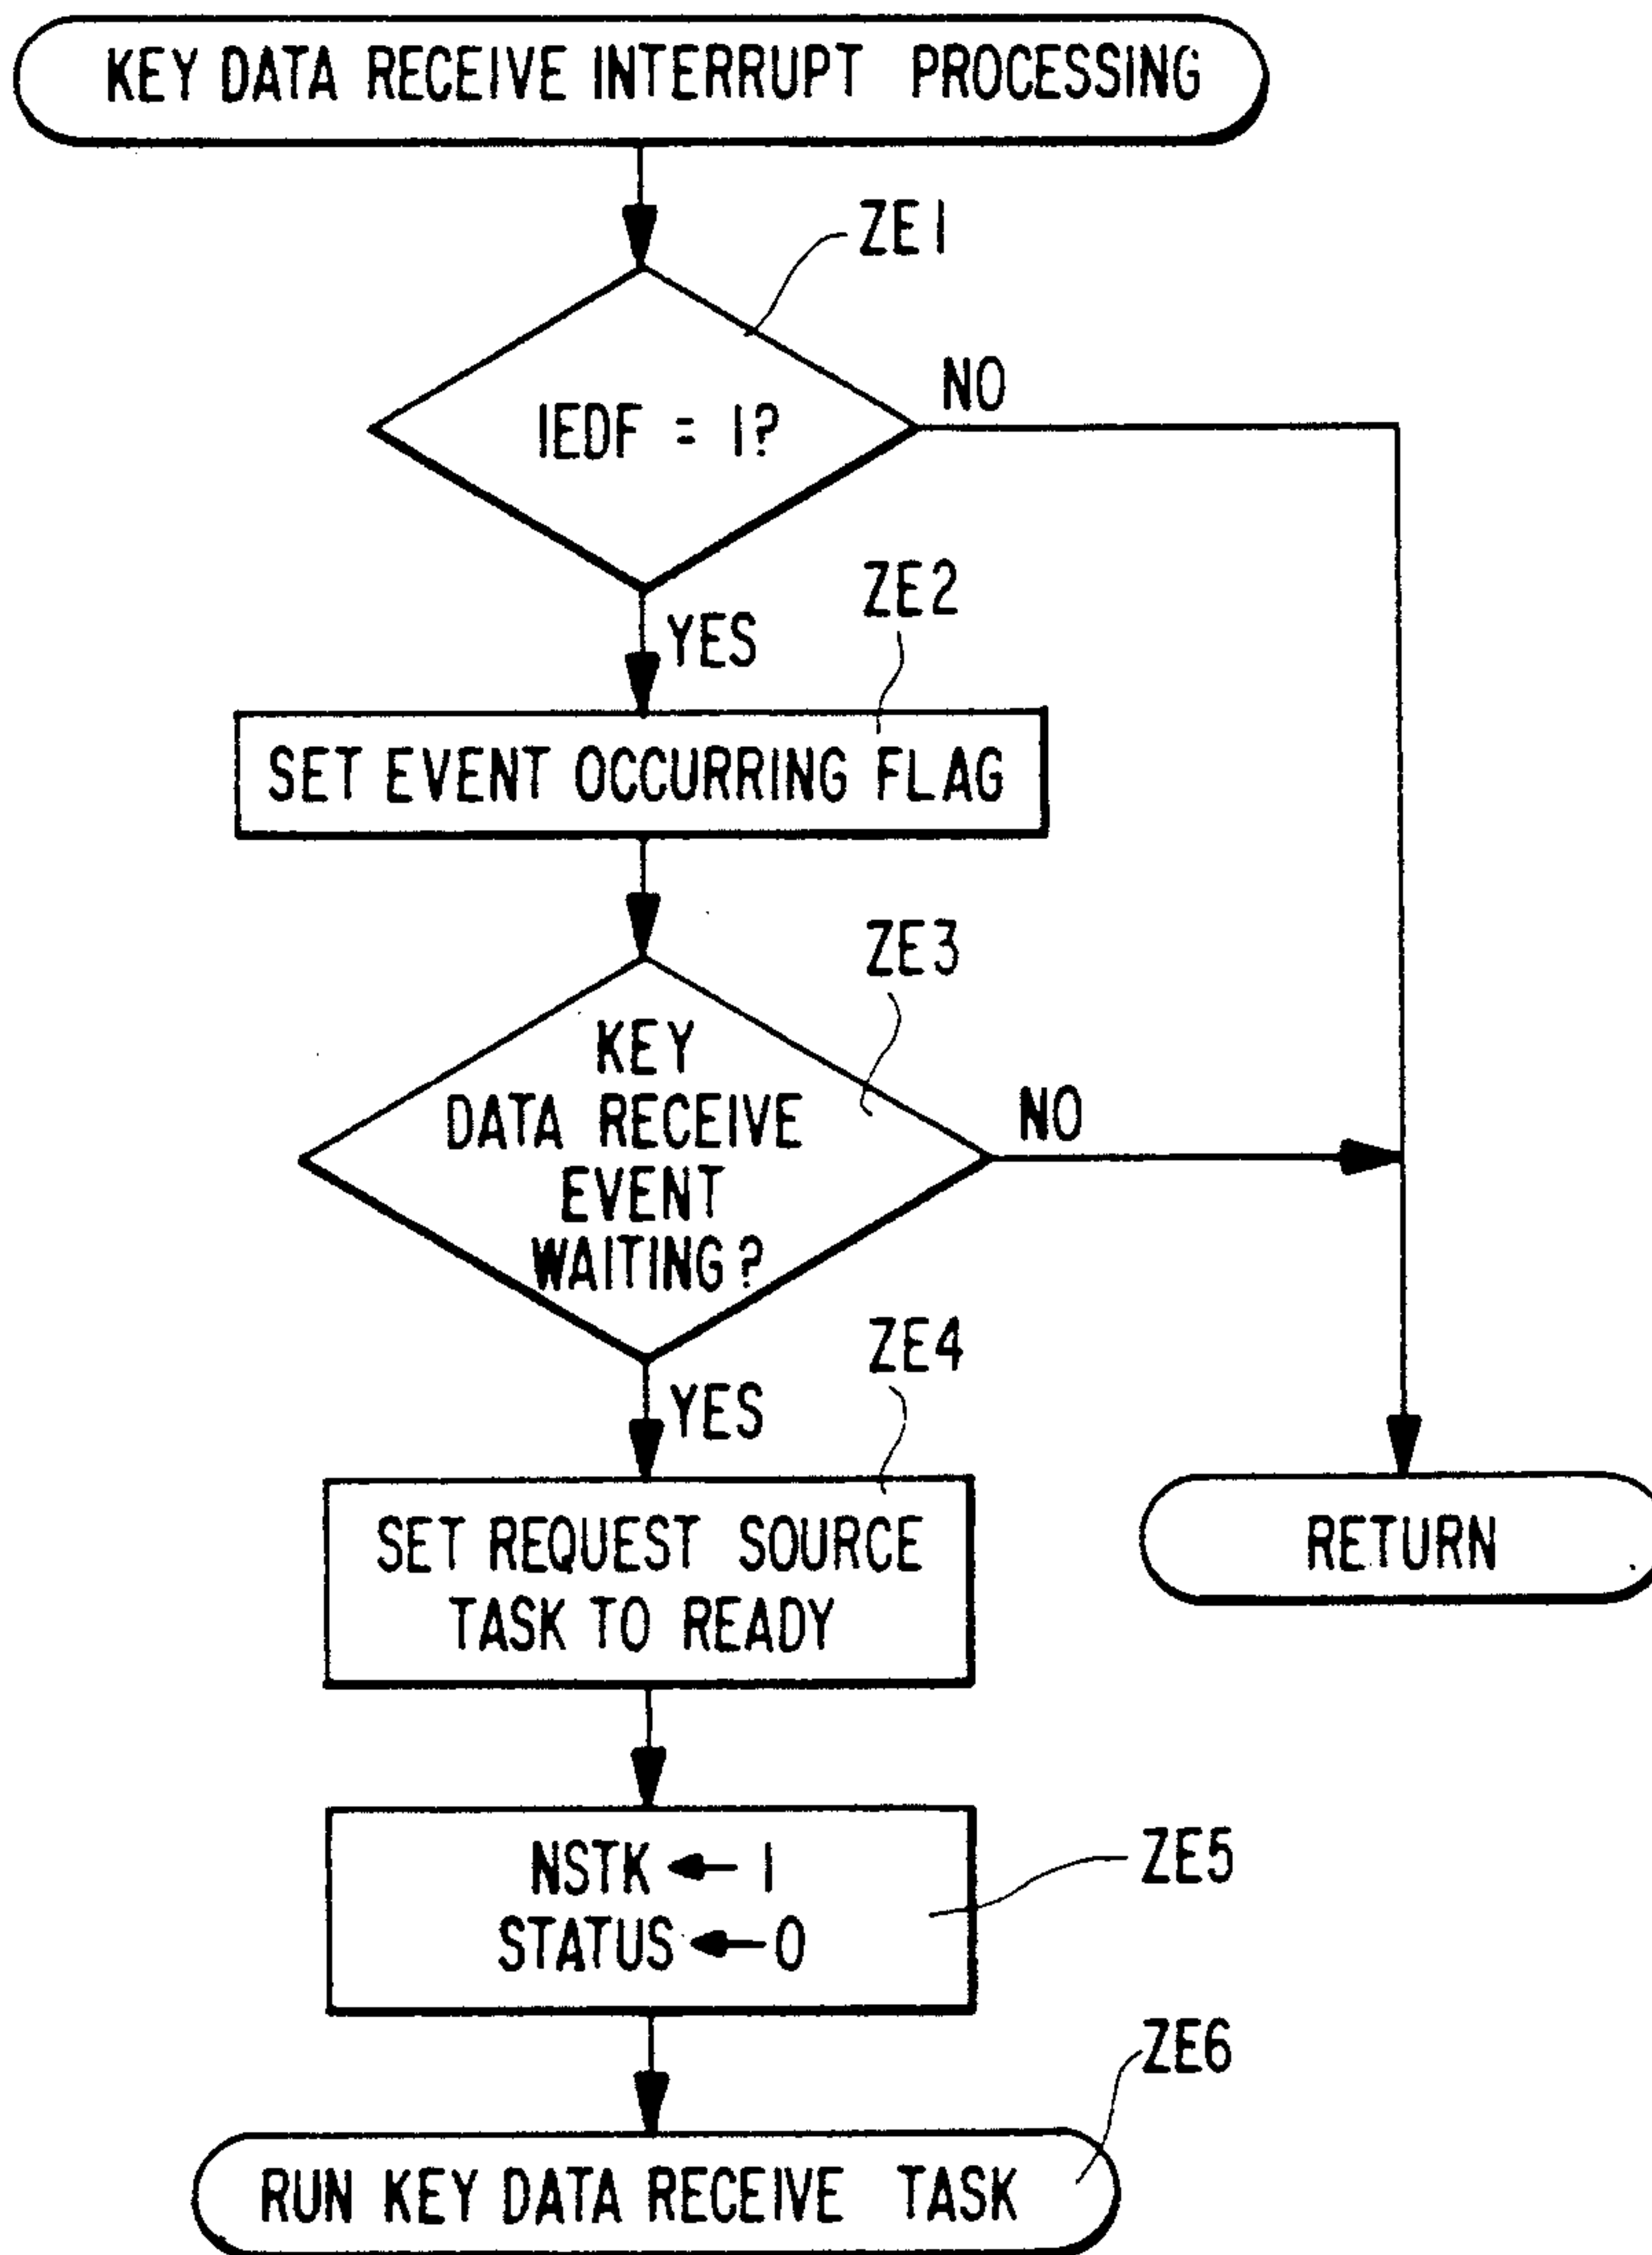 KEY DATA RECEIVE INTERRUPT PROCESSING
ZE1
IEDF = 1?
NO
YES
ZE2
SET EVENT OCCURRING FLAG
ZE3
KEY
DATA RECEIVE
EVENT
WAITING?
NO
YES
ZE4
SET REQUEST SOURCE
TASK TO READY
RETURN
NSTK ← 1
STATUS ← 0
ZE5
ZE6
RUN KEY DATA RECEIVE TASK